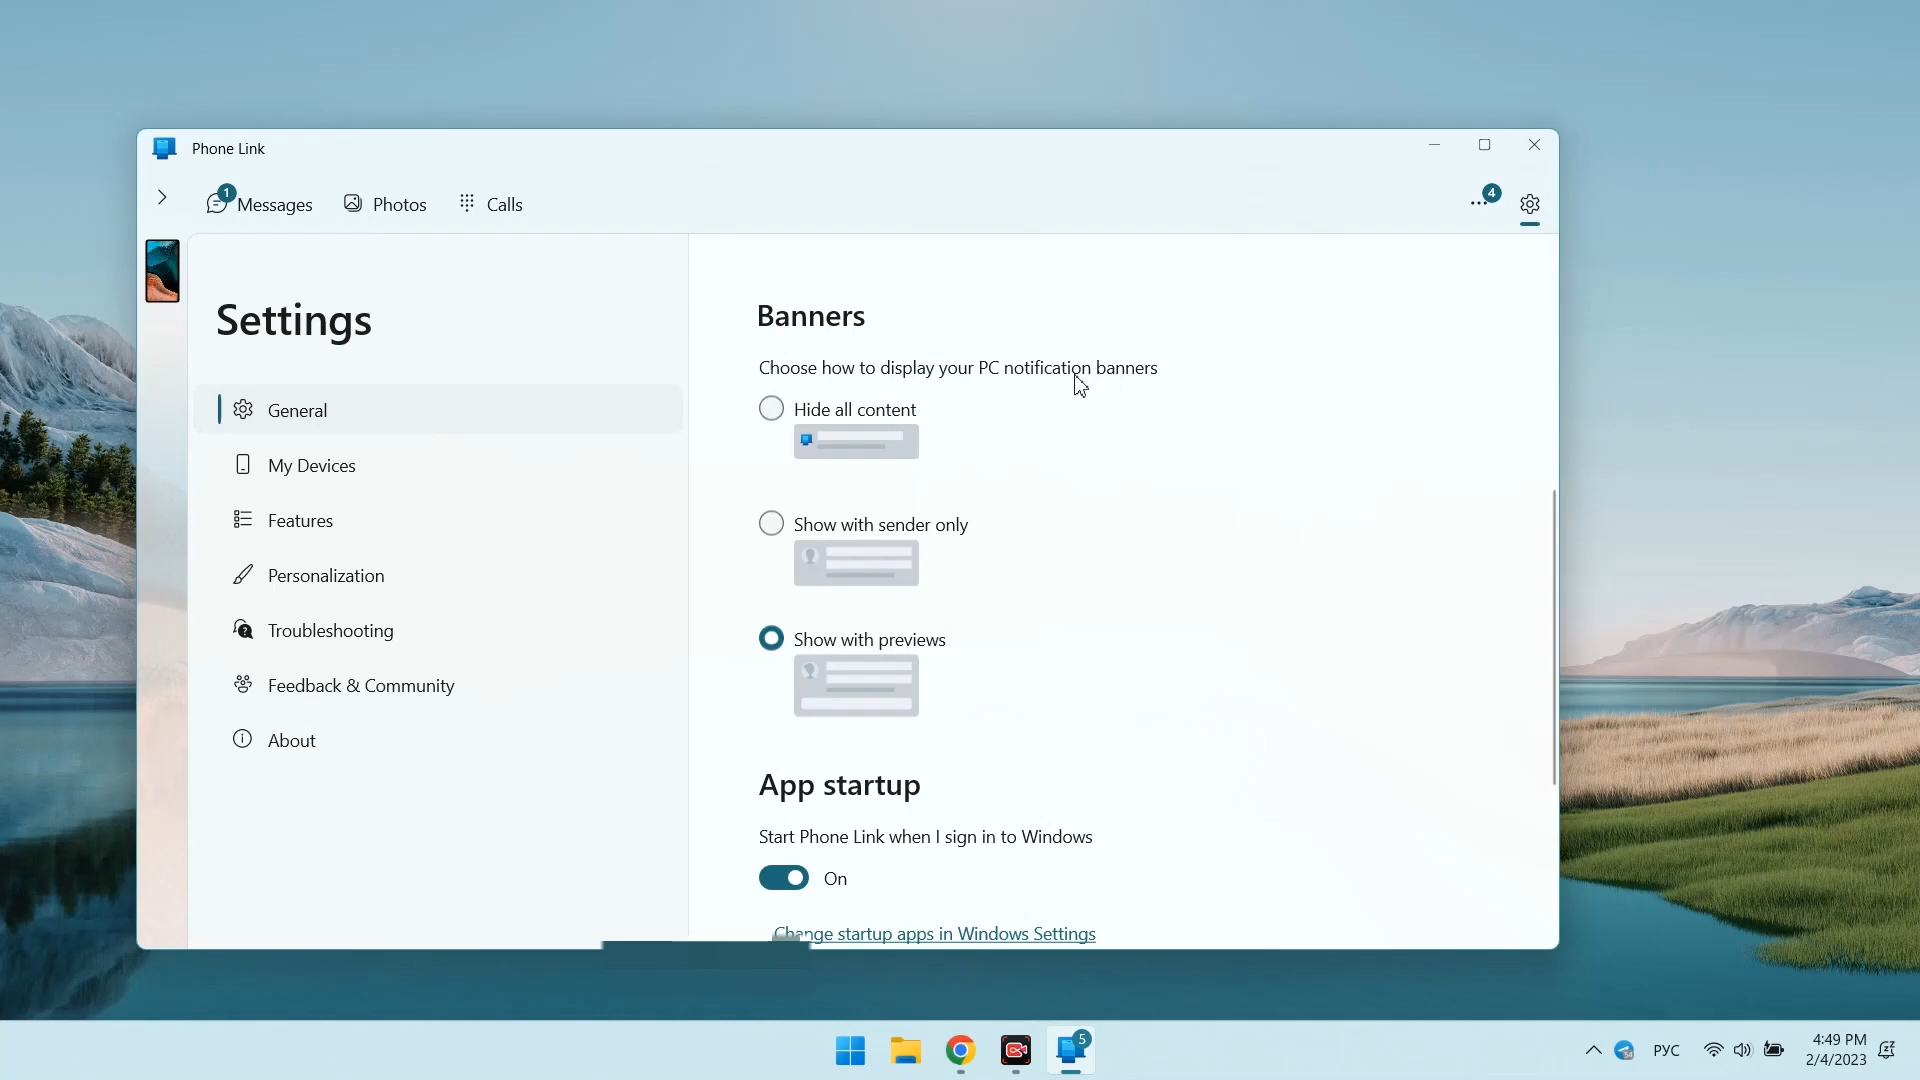 Phone Link
1
Messages
Photos
Calls
4
Settings
General
My Devices
Features
Personalization
Troubleshooting
Feedback & Community
About
Banners
Choose how to display your PC notification banners
Hide all content
Show with sender only
Show with previews
App startup
Start Phone Link when I sign in to Windows
On
Change startup apps in Windows Settings
5
РУС
4:49 PM
2/4/2023